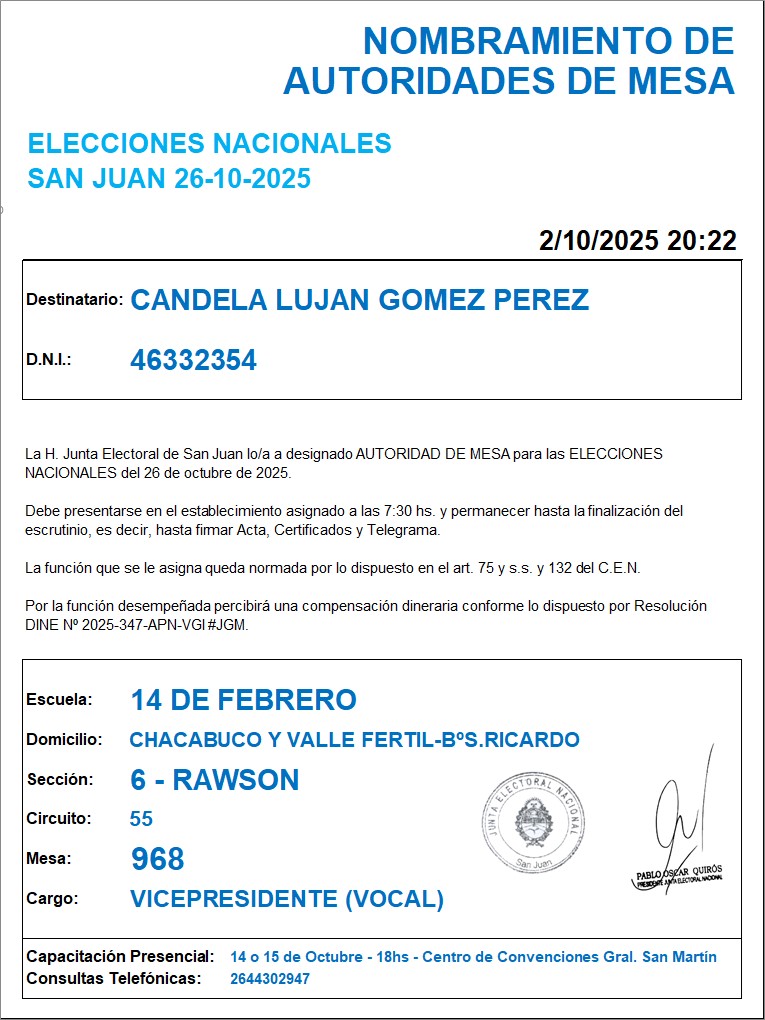 NOMBRAMIENTO DE
AUTORIDADES DE MESA
ELECCIONES NACIONALES
SAN JUAN 26-10-2025
2/10/2025 20:22
Destinatario: CANDELA LUJAN GOMEZ PEREZ
D.N.I.: 46332354
La H. Junta Electoral de San Juan lo/a a designado AUTORIDAD DE MESA para las ELECCIONES
NACIONALES del 26 de octubre de 2025.
Debe presentarse en el establecimiento asignado a las 7:30 hs. y permanecer hasta la finalización del
escrutinio, es decir, hasta firmar Acta, Certificados y Telegrama.
La función que se le asigna queda normada por lo dispuesto en el art. 75 y s.s. y 132 del C.E.N.
Por la función desempeñada percibirá una compensación dineraria conforme lo dispuesto por Resolución
DINE Nº 2025-347-APN-VGI#JGM.
Escuela: 14 DE FEBRERO
Domicilio: CHACABUCO Y VALLE FERTIL-BºS.RICARDO
Sección: 6 - RAWSON
Circuito: 55
Mesa: 968
Cargo: VICEPRESIDENTE (VOCAL)
JUNTA ELECTORAL NACIONAL
San Juan
PABLO OSCAR QUIRÓS
PRESIDENTE JUNTA ELECTORAL NACIONAL
Capacitación Presencial: 14 o 15 de Octubre - 18hs - Centro de Convenciones Gral. San Martín
Consultas Telefónicas: 2644302947